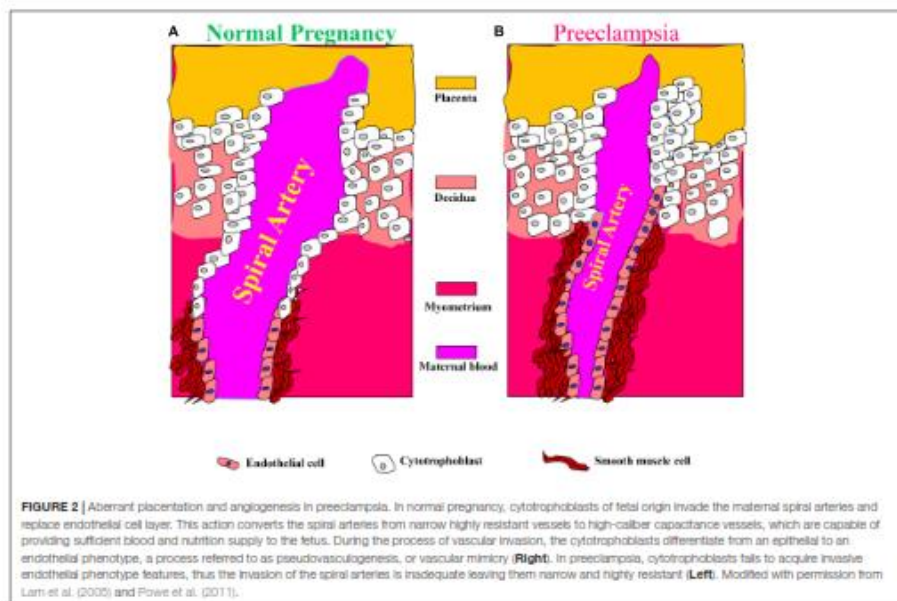 A
Normal Pregnancy
B
Preeclampsia
Placenta
Decidua
Myometrium
Maternal blood
Spiral Artery
Spiral Artery
Endothelial cell
Cytotrophoblast
Smooth muscle cell
FIGURE 2 | Aberrant placentation and angiogenesis in preeclampsia. In normal pregnancy, cytotrophoblasts of fetal origin invade the maternal spiral arteries and
replace endothelial cell layer. This action converts the spiral arteries from narrow highly resistant vessels to high-caliber capacitance vessels, which are capable of
providing sufficient blood and nutrition supply to the fetus. During the process of vascular invasion, the cytotrophoblasts differentiate from an epithelial to an
endothelial phenotype, a process referred to as pseudovasculogenesis, or vascular mimicry (Right). In preeclampsia, cytotrophoblasts fails to acquire invasive
endothelial phenotype features, thus the invasion of the spiral arteries is inadequate leaving them narrow and highly resistant (Left). Modified with permission from
Lam et al. (2005) and Powe et al. (2011).